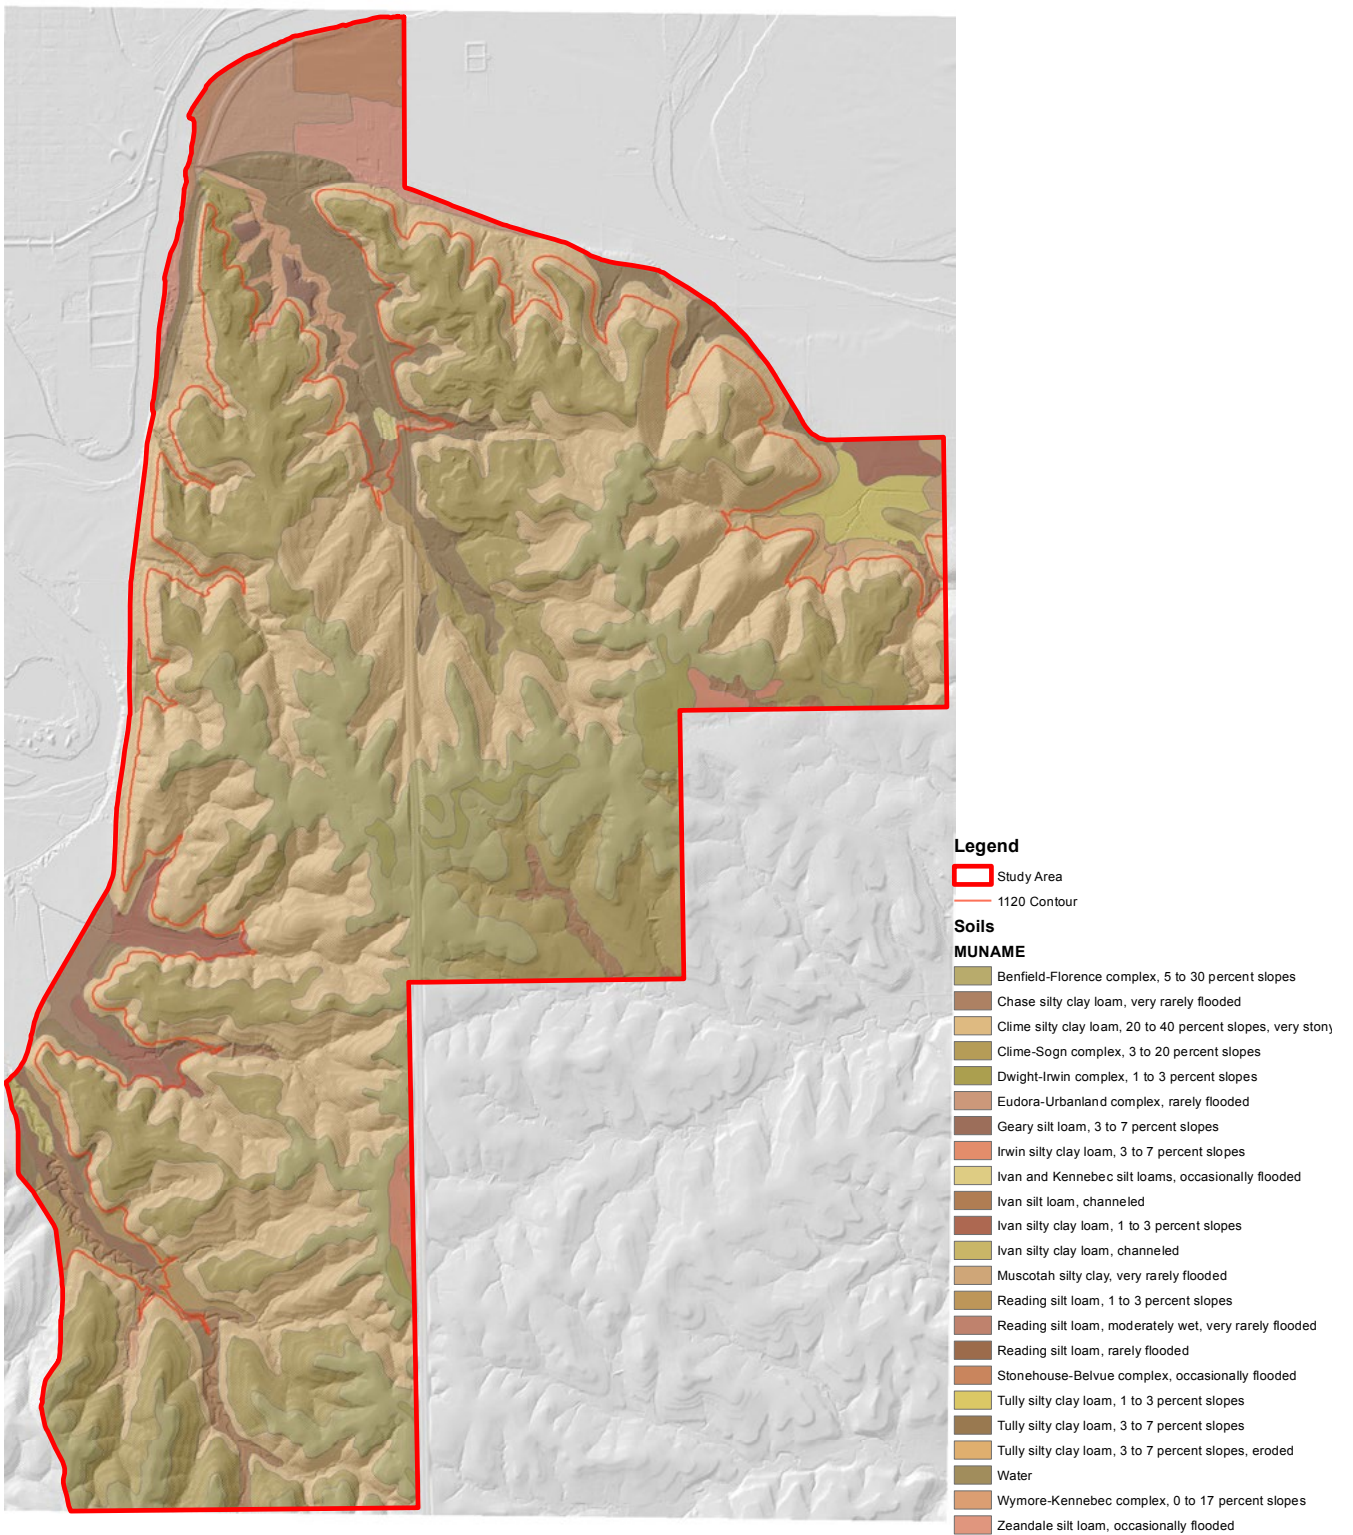 Legend
Study Area
1120 Contour
Soils
MUNAME
Benfield-Florence complex, 5 to 30 percent slopes
Chase silty clay loam, very rarely flooded
Clime silty clay loam, 20 to 40 percent slopes, very stony
Clime-Sogn complex, 3 to 20 percent slopes
Dwight-Irwin complex, 1 to 3 percent slopes
Eudora-Urbanland complex, rarely flooded
Geary silt loam, 3 to 7 percent slopes
Irwin silty clay loam, 3 to 7 percent slopes
Ivan and Kennebec silt loams, occasionally flooded
Ivan silt loam, channeled
Ivan silty clay loam, 1 to 3 percent slopes
Ivan silty clay loam, channeled
Muscotah silty clay, very rarely flooded
Reading silt loam, 1 to 3 percent slopes
Reading silt loam, moderately wet, very rarely flooded
Reading silt loam, rarely flooded
Stonehouse-Belvue complex, occasionally flooded
Tully silty clay loam, 1 to 3 percent slopes
Tully silty clay loam, 3 to 7 percent slopes
Tully silty clay loam, 3 to 7 percent slopes, eroded
Water
Wymore-Kennebec complex, 0 to 17 percent slopes
Zeandale silt loam, occasionally flooded